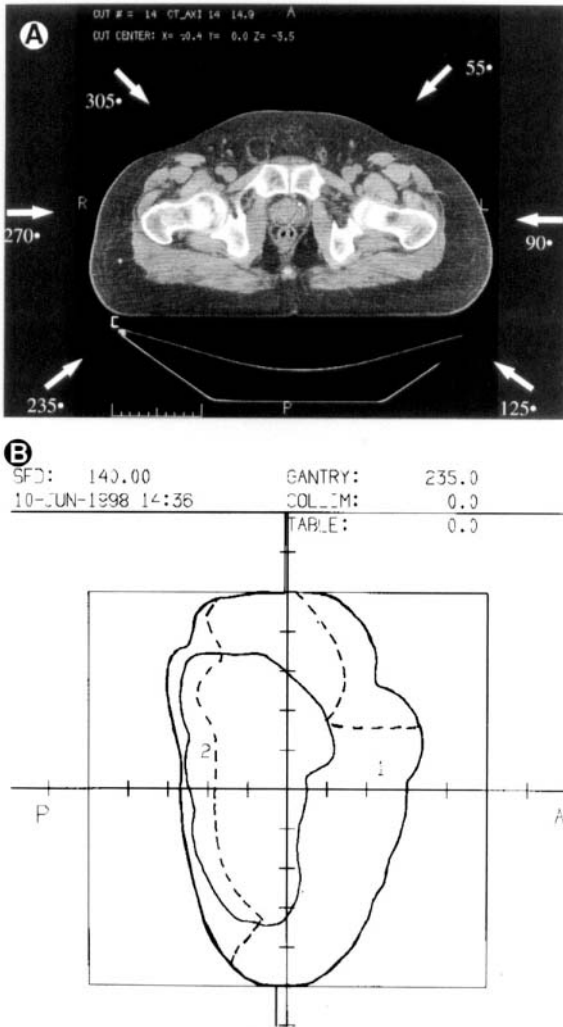 A
CUT # = 14 CT_AXI 14 14.9 A
CUT CENTER: X= -0.4 Y= 0.0 Z= -3.5
305•
55•
R
L
270•
90•
C
235•
P
125•
B
SFD: 140.00 GANTRY: 235.0
10-JUN-1998 14:36 COLLIM: 0.0
TABLE: 0.0
2
1
P
A